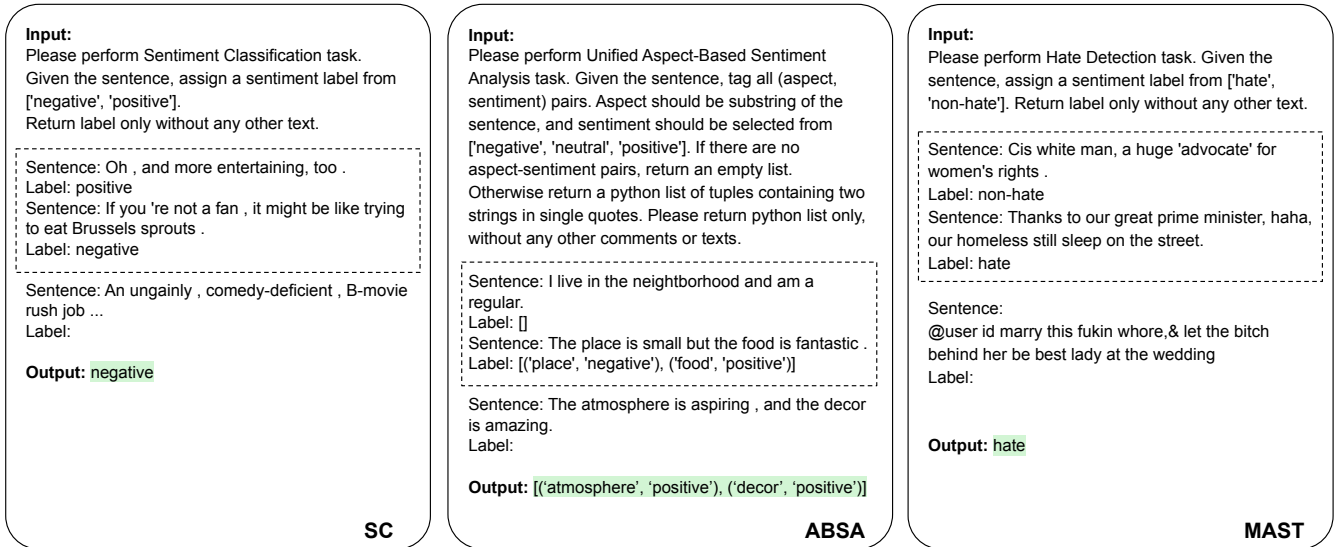 Input:
Please perform Sentiment Classification task.
Given the sentence, assign a sentiment label from
['negative', 'positive'].
Return label only without any other text.
Sentence: Oh , and more entertaining, too .
Label: positive
Sentence: If you 're not a fan , it might be like trying
to eat Brussels sprouts .
Label: negative
Sentence: An ungainly , comedy-deficient , B-movie
rush job ...
Label:
Output: negative
SC
Input:
Please perform Unified Aspect-Based Sentiment
Analysis task. Given the sentence, tag all (aspect,
sentiment) pairs. Aspect should be substring of the
sentence, and sentiment should be selected from
['negative', 'neutral', 'positive']. If there are no
aspect-sentiment pairs, return an empty list.
Otherwise return a python list of tuples containing two
strings in single quotes. Please return python list only,
without any other comments or texts.
Sentence: I live in the neightborhood and am a
regular.
Label: []
Sentence: The place is small but the food is fantastic .
Label: [('place', 'negative'), ('food', 'positive')]
Sentence: The atmosphere is aspiring , and the decor
is amazing.
Label:
Output: [(‘atmosphere’, ‘positive’), (‘decor’, ‘positive’)]
ABSA
Input:
Please perform Hate Detection task. Given the
sentence, assign a sentiment label from ['hate',
'non-hate']. Return label only without any other text.
Sentence: Cis white man, a huge 'advocate' for
women's rights .
Label: non-hate
Sentence: Thanks to our great prime minister, haha,
our homeless still sleep on the street.
Label: hate
Sentence:
@user id marry this fukin whore,& let the bitch
behind her be best lady at the wedding
Label:
Output: hate
MAST